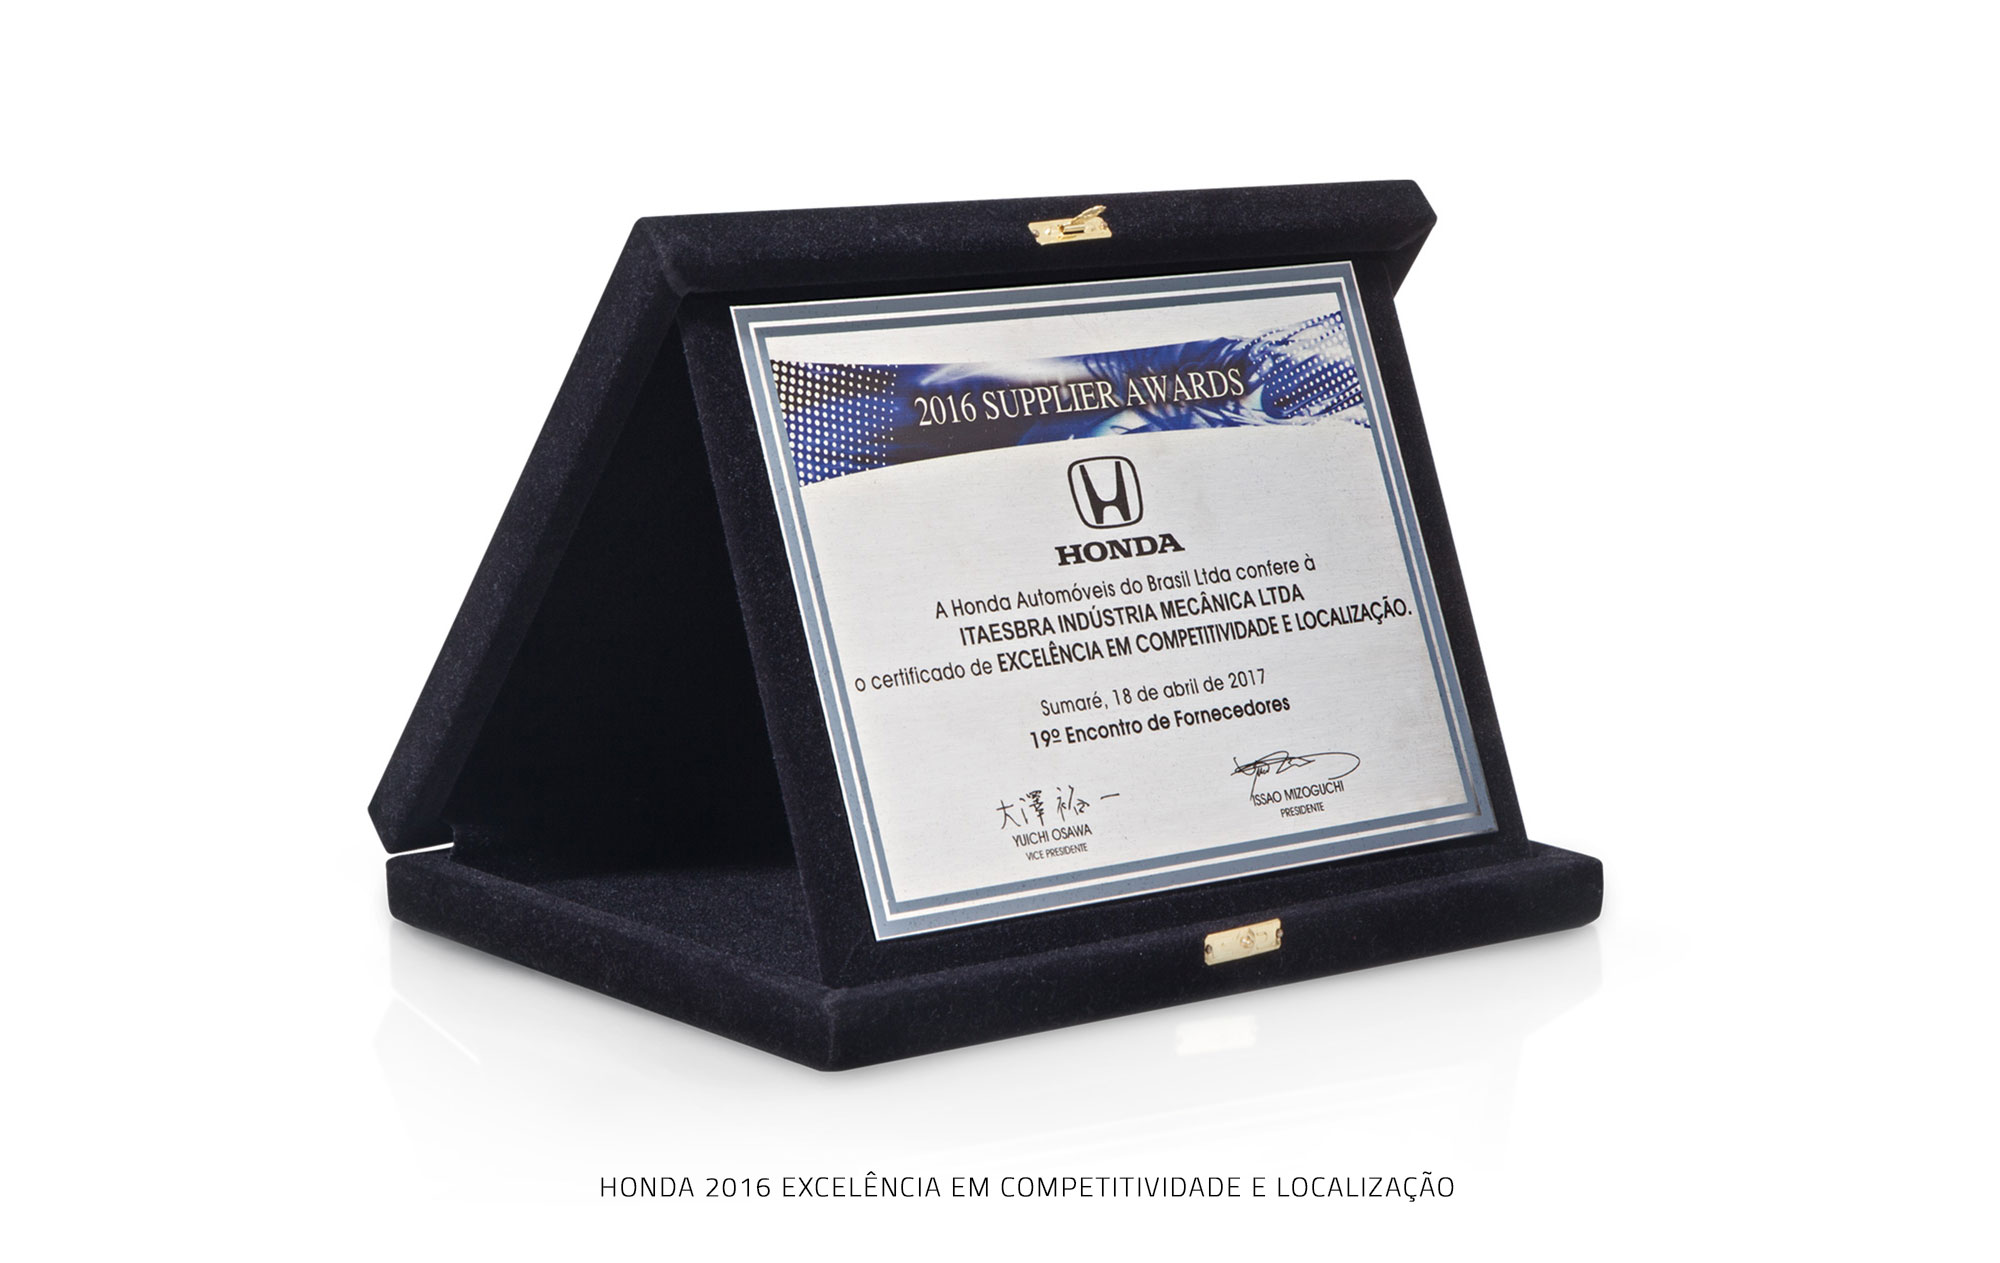 2016 SUPPLIER AWARDS
HONDA
A Honda Automóveis do Brasil Ltda confere à
ITAESBRA INDÚSTRIA MECÂNICA LTDA
o certificado de EXCELÊNCIA EM COMPETITIVIDADE E LOCALIZAÇÃO.
Sumaré, 18 de abril de 2017
19º Encontro de Fornecedores
大澤 裕一
YUICHI OSAWA
VICE PRESIDENTE
ISSAO MIZOGUCHI
PRESIDENTE
HONDA 2016 EXCELÊNCIA EM COMPETITIVIDADE E LOCALIZAÇÃO